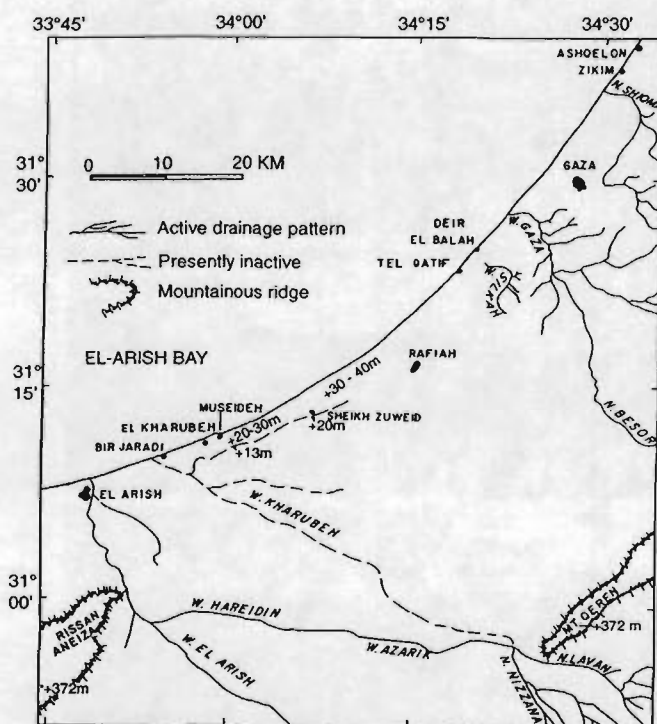 33°45' 34°00' 34°15' 34°30'
ASHOELON
ZIKIM
N. SHIOMA
0 10 20 KM
31°
30'
GAZA
Active drainage pattern
DEIR
EL BALAH
W. GAZA
Presently inactive
TEL QATIF
W. SILKAH
Mountainous ridge
EL-ARISH BAY
31°
15'
RAFIAH
+30 - 40m
N. BESOR
MUSEIDEH
SHEIKH ZUWEID
+20m
EL KHARUBEH
+20-30m
+13m
BIR JARADI
EL ARISH
W. KHARUBEH
31°
00'
W. HAREIDIN
MT QEREN
+372 m
RISSAN
ANEIZA
W. AZARIK
N. LAVAN
W. EL ARISH
N. NIZZANA
+372m